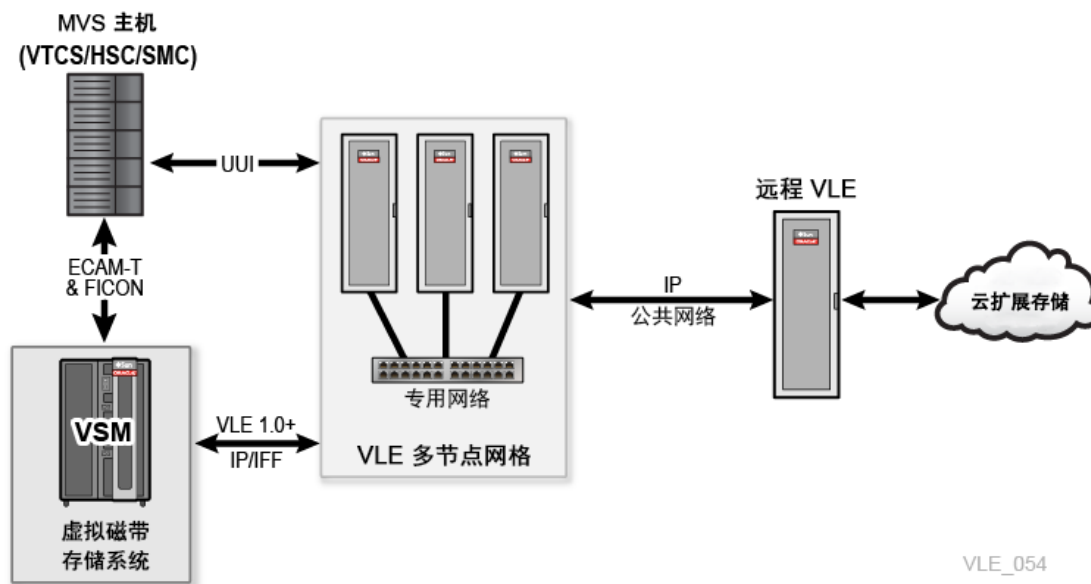 MVS 主机
(VTCS/HSC/SMC)
UUI
ECAM-T
& FICON
VSM
虚拟磁带
存储系统
VLE 1.0+
IP/IFF
专用网络
VLE 多节点网格
IP
公共网络
远程 VLE
云扩展存储
VLE_054